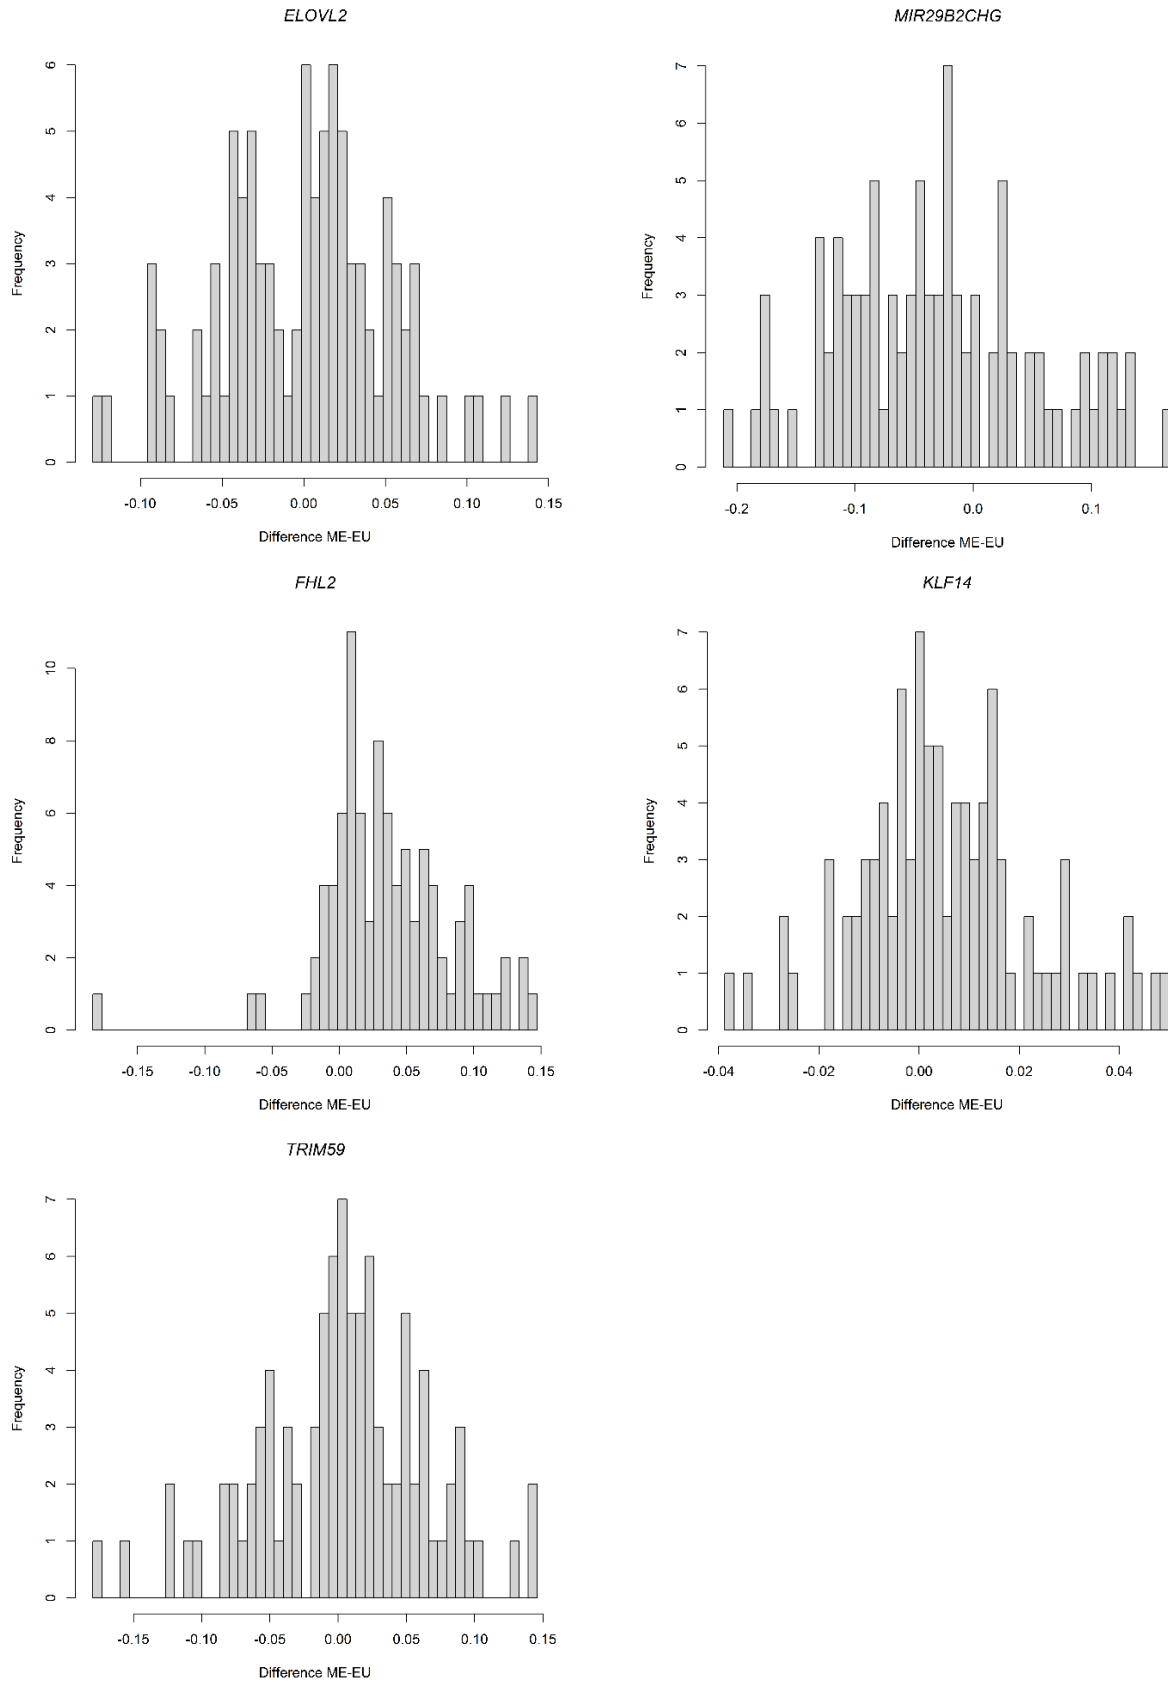 ELOVL2
6
5
4
3
2
1
0
Frequency
-0.10 -0.05 0.00 0.05 0.10 0.15
Difference ME-EU
MIR29B2CHG
7
6
5
4
3
2
1
0
Frequency
-0.2 -0.1 0.0 0.1
Difference ME-EU
FHL2
10
8
6
4
2
0
Frequency
-0.15 -0.10 -0.05 0.00 0.05 0.10 0.15
Difference ME-EU
KLF14
7
6
5
4
3
2
1
0
Frequency
-0.04 -0.02 0.00 0.02 0.04
Difference ME-EU
TRIM59
7
6
5
4
3
2
1
0
Frequency
-0.15 -0.10 -0.05 0.00 0.05 0.10 0.15
Difference ME-EU